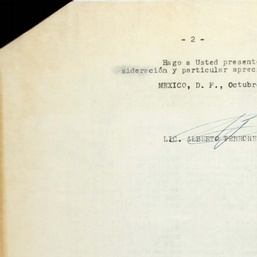 - 2 -
Hago a Usted present
sideración y particular aprec
MEXICO, D. F., Octubr
LIC. ALBERTO